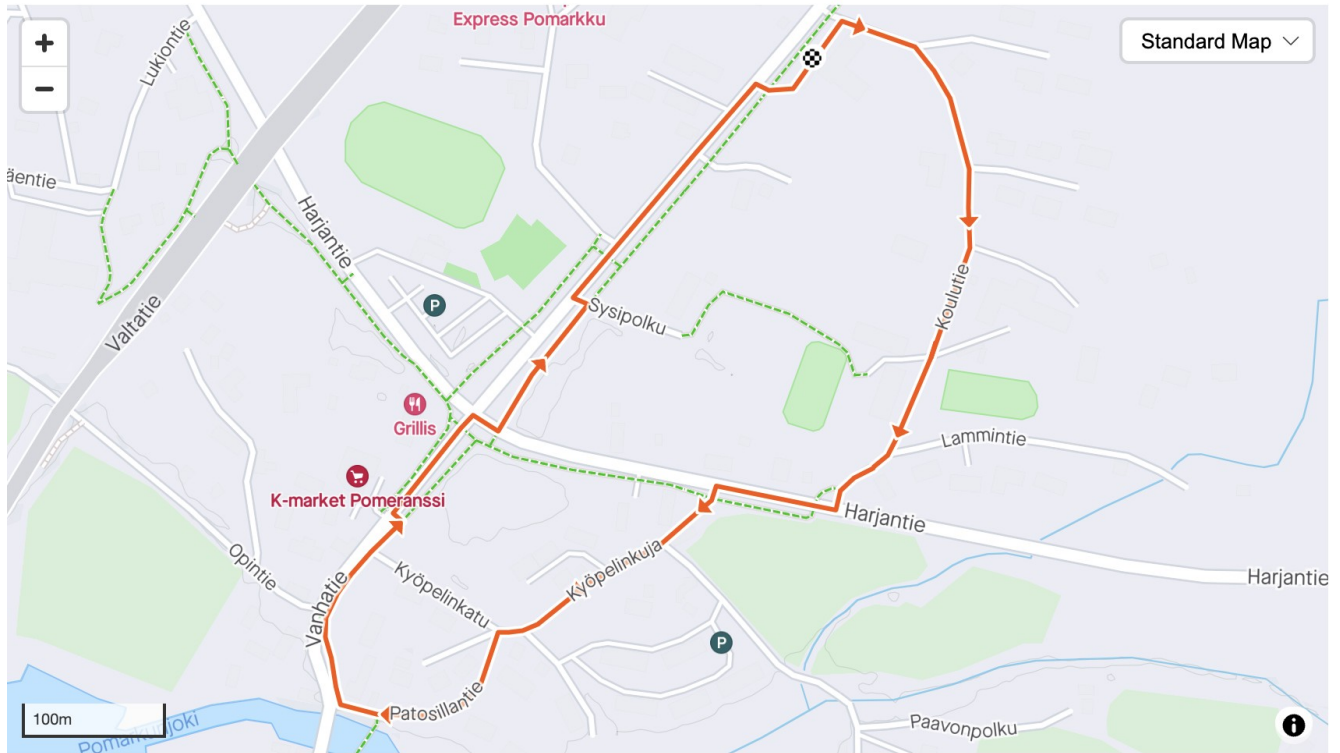 Express Pomarkku
Standard Map
+
−
Lukiontie
äentie
Harjantie
Valtatie
P
Sysipolku
Koulutie
Grillis
Lammintie
K-market Pomeranssi
Harjantie
Opintie
Kyöpelinkatu
Kyöpelinkuja
Harjantie
Vanhatie
P
Patosillantie
100m
Pomarkunjoki
Paavonpolku
i